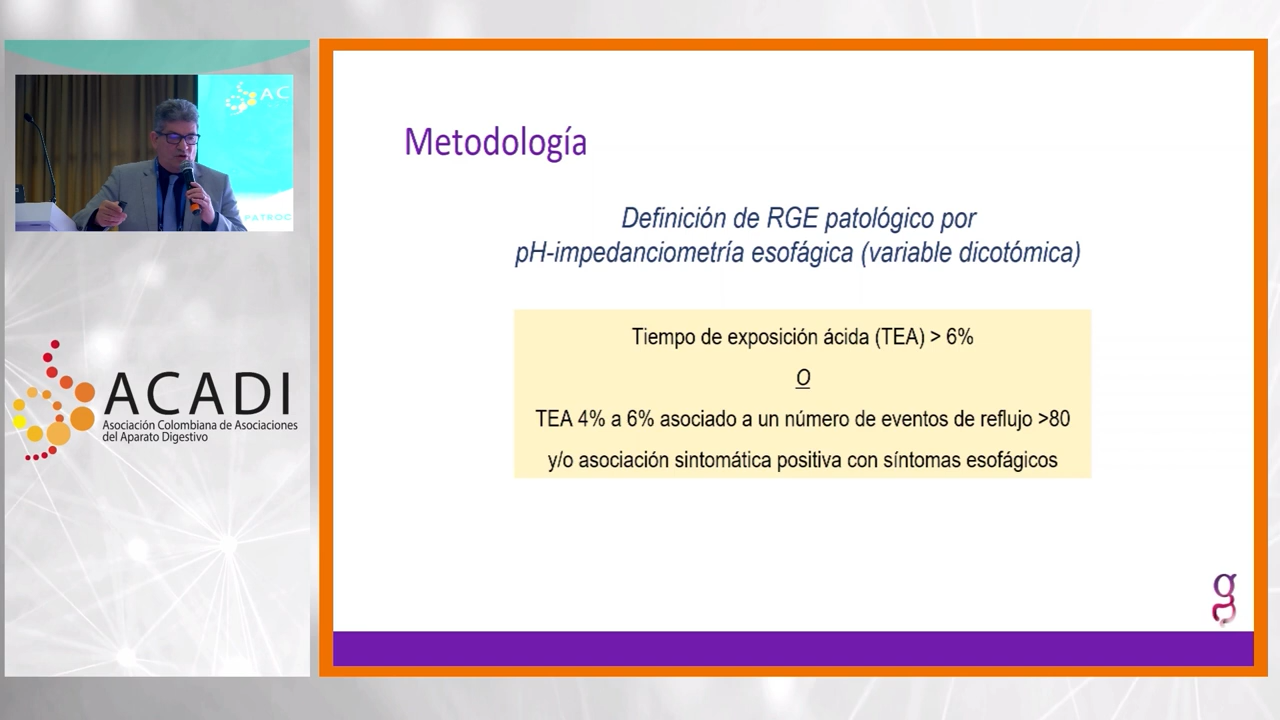 AC
PATROC
ACADI
Asociación Colombiana de Asociaciones
del Aparato Digestivo
Metodología
Definición de RGE patológico por
pH-impedanciometría esofágica (variable dicotómica)
Tiempo de exposición ácida (TEA) > 6%
O
TEA 4% a 6% asociado a un número de eventos de reflujo >80
y/o asociación sintomática positiva con síntomas esofágicos
g